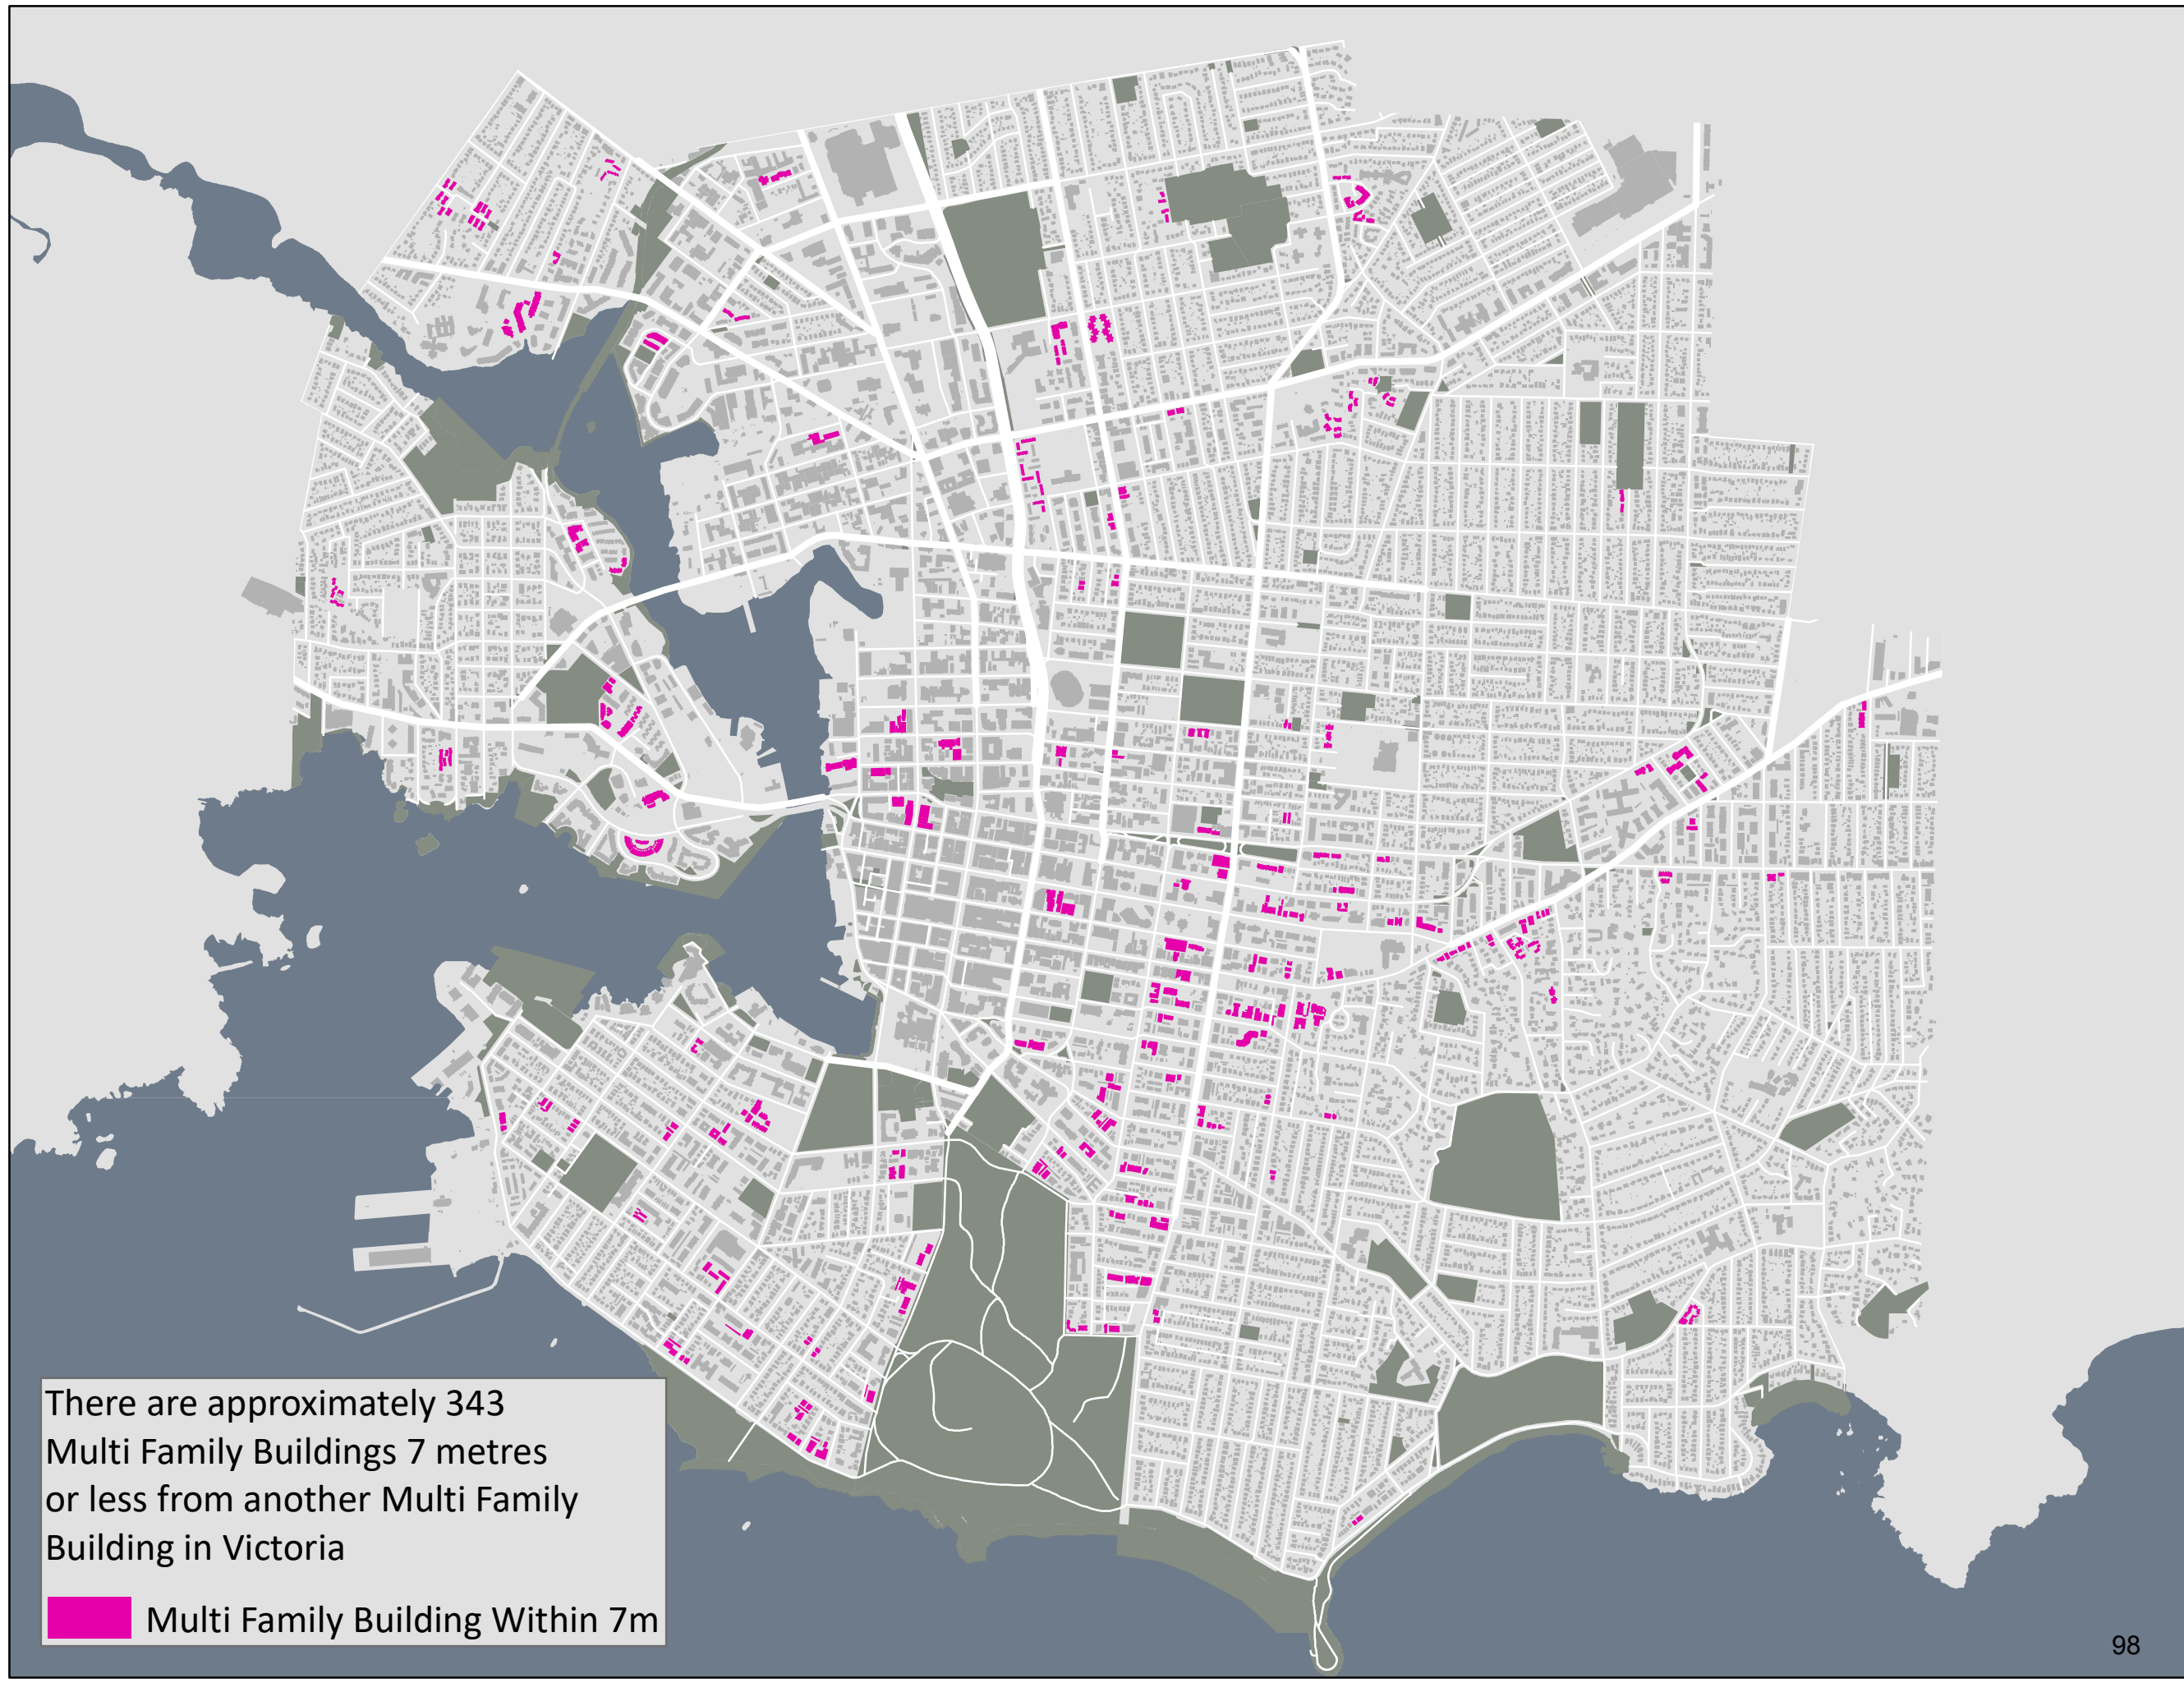 There are approximately 343
Multi Family Buildings 7 metres
or less from another Multi Family
Building in Victoria
Multi Family Building Within 7m
98